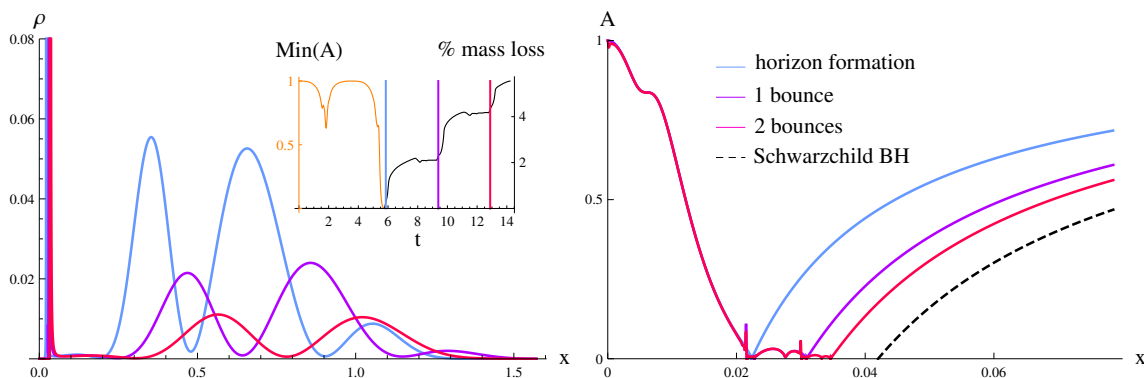 ρ
0.08
0.06
0.04
0.02
0.0
0.5
1.0
1.5
x
Min(A)
% mass loss
1
0.5
4
2
2
4
6
8
10
12
14
t
A
1
0.5
0
0
0.02
0.04
0.06
x
horizon formation
1 bounce
2 bounces
Schwarzchild BH